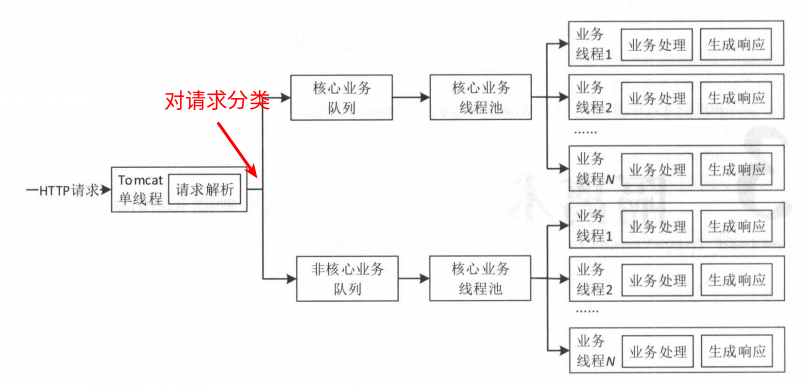 对请求分类
HTTP请求
Tomcat
单线程
请求解析
核心业务
队列
核心业务
线程池
业务
线程1
业务处理
生成响应
业务
线程2
业务处理
生成响应
......
业务
线程N
业务处理
生成响应
非核心业务
队列
核心业务
线程池
业务
线程1
业务处理
生成响应
业务
线程2
业务处理
生成响应
......
业务
线程N
业务处理
生成响应